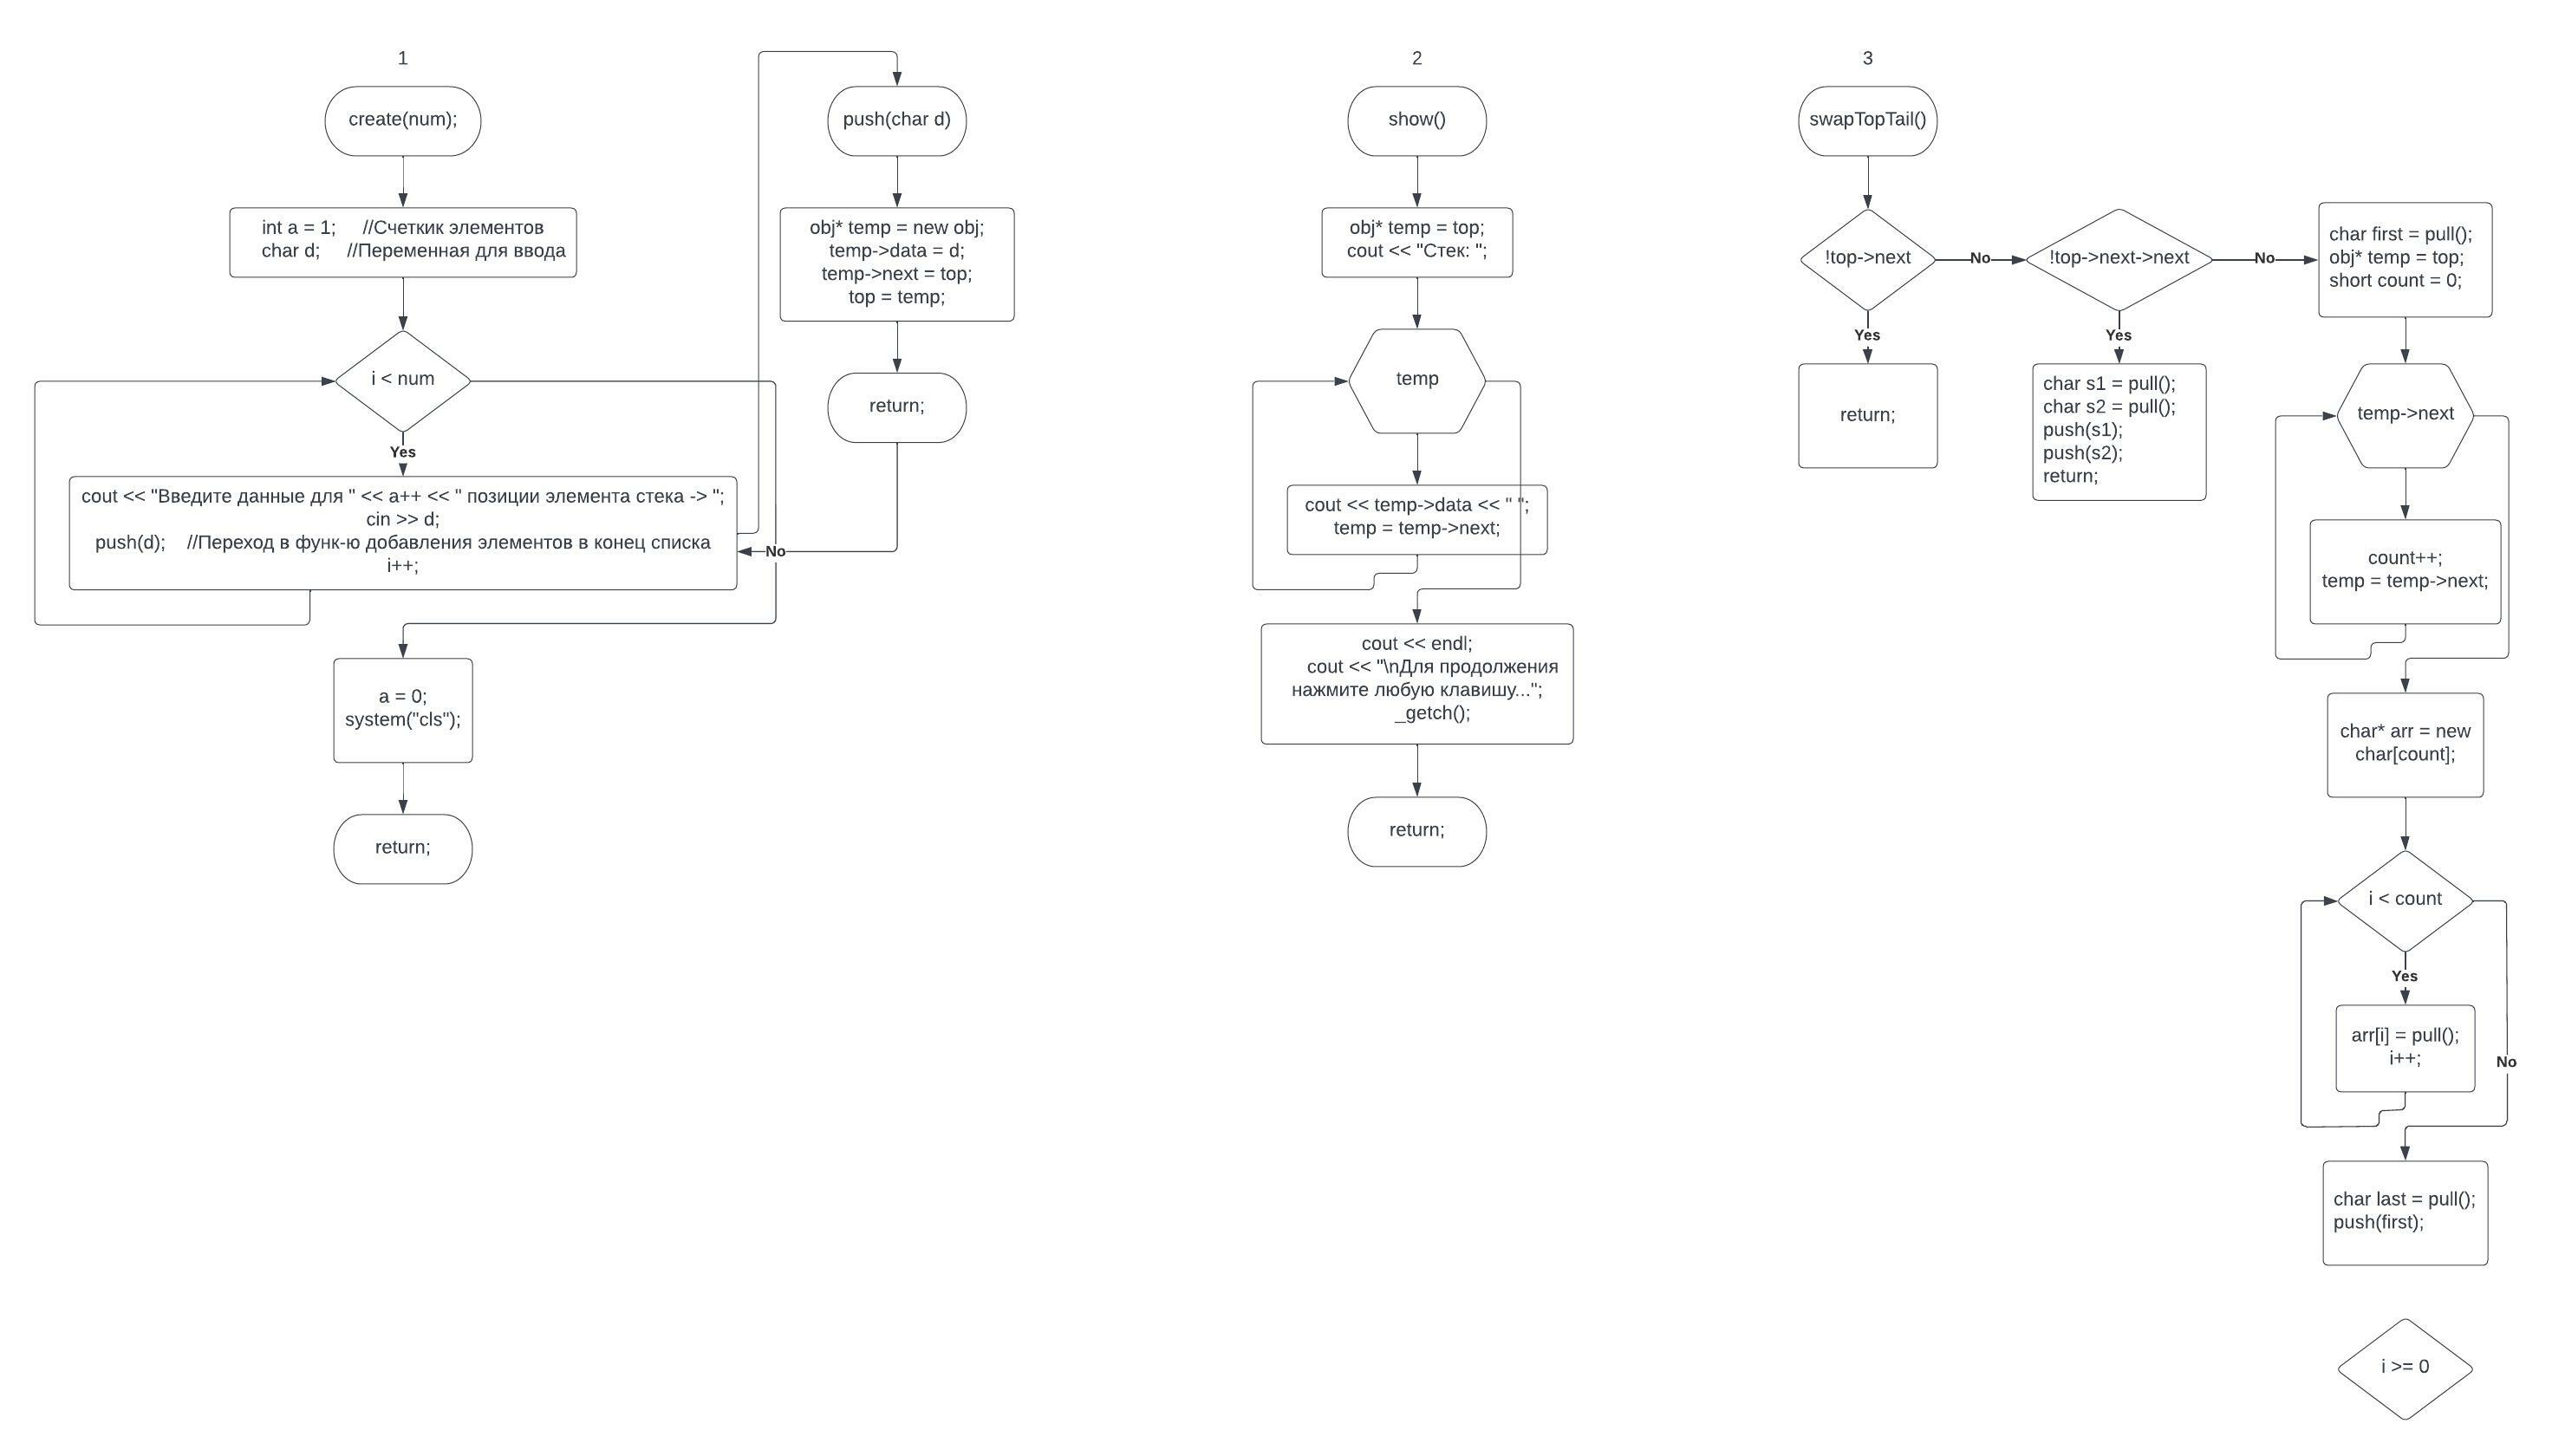 1
create(num);
int a = 1;     //Счеткик элементов
char d;     //Переменная для ввода
i < num
Yes
cout << "Введите данные для " << a++ << " позиции элемента стека -> ";
cin >> d;
push(d);    //Переход в функ-ю добавления элементов в конец списка
i++;
No
a = 0;
system("cls");
return;
push(char d)
obj* temp = new obj;
temp->data = d;
temp->next = top;
top = temp;
return;
2
show()
obj* temp = top;
cout << "Стек: ";
temp
cout << temp->data << " ";
temp = temp->next;
cout << endl;
cout << "\nДля продолжения
нажмите любую клавишу...";
_getch();
return;
3
swapTopTail()
!top->next
No
Yes
return;
!top->next->next
No
Yes
char s1 = pull();
char s2 = pull();
push(s1);
push(s2);
return;
char first = pull();
obj* temp = top;
short count = 0;
temp->next
count++;
temp = temp->next;
char* arr = new
char[count];
i < count
Yes
arr[i] = pull();
i++;
No
char last = pull();
push(first);
i >= 0